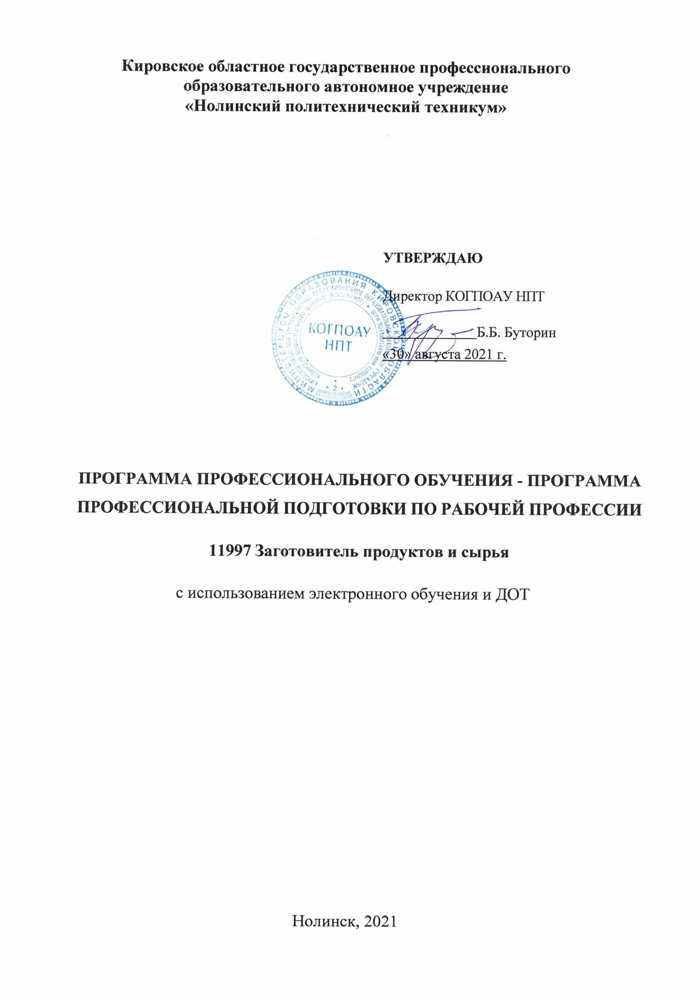 Кировское областное государственное профессионального
образовательного автономное учреждение
«Нолинский политехнический техникум»
УТВЕРЖДАЮ
Директор КОГПОАУ НПТ
Б.Б. Буторин
«30» августа 2021 г.
МИНИСТЕРСТВО ОБРАЗОВАНИЯ КИРОВСКОЙ ОБЛАСТИ
КОГПОАУ
НПТ
* 2 *
ПРОГРАММА ПРОФЕССИОНАЛЬНОГО ОБУЧЕНИЯ - ПРОГРАММА
ПРОФЕССИОНАЛЬНОЙ ПОДГОТОВКИ ПО РАБОЧЕЙ ПРОФЕССИИ
11997 Заготовитель продуктов и сырья
с использованием электронного обучения и ДОТ
Нолинск, 2021